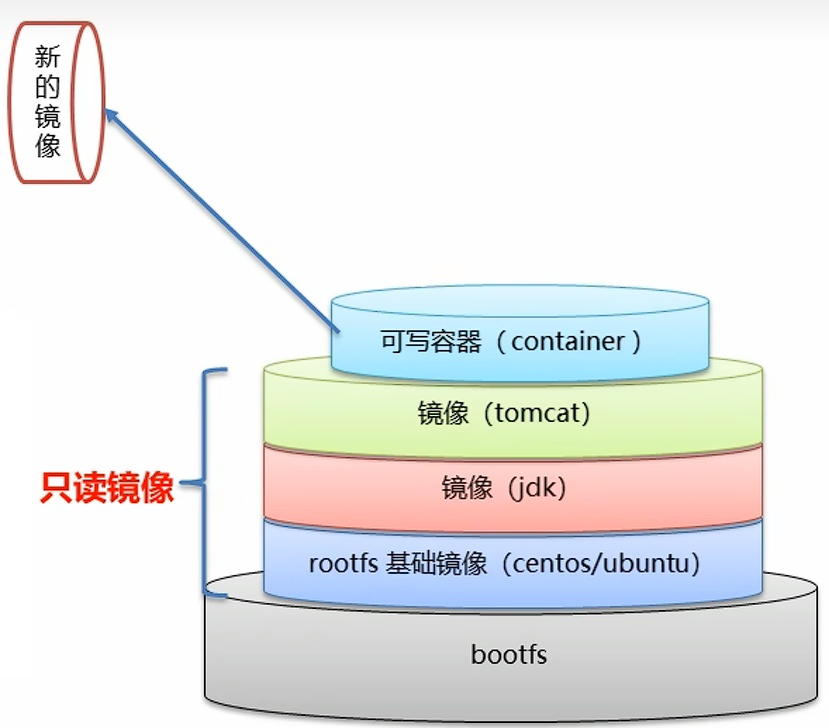 新的镜像
可写容器（container ）
镜像（tomcat）
只读镜像
镜像（jdk）
rootfs 基础镜像（centos/ubuntu）
bootfs